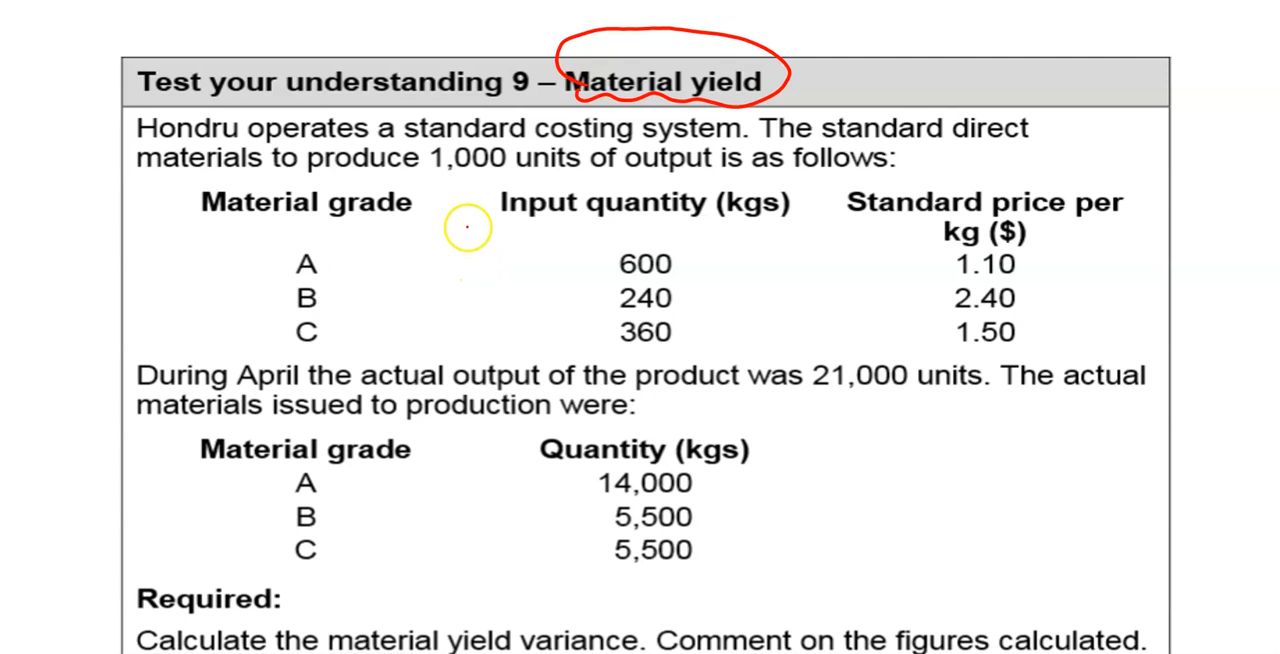 Test your understanding 9 – Material yield
Hondru operates a standard costing system. The standard direct
materials to produce 1,000 units of output is as follows:
Material grade Input quantity (kgs) Standard price per
kg ($)
A 600 1.10
B 240 2.40
C 360 1.50
During April the actual output of the product was 21,000 units. The actual
materials issued to production were:
Material grade Quantity (kgs)
A 14,000
B 5,500
C 5,500
Required:
Calculate the material yield variance. Comment on the figures calculated.